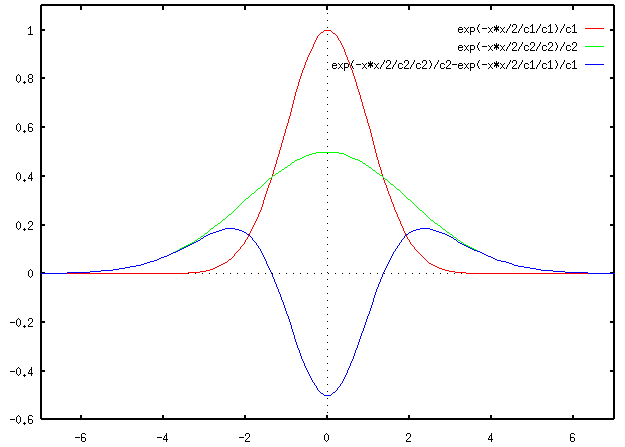 exp(-x*x/2/c1/c1)/c1
exp(-x*x/2/c2/c2)/c2
exp(-x*x/2/c2/c2)/c2-exp(-x*x/2/c1/c1)/c1
1
0.8
0.6
0.4
0.2
0
-0.2
-0.4
-0.6
-6 -4 -2 0 2 4 6